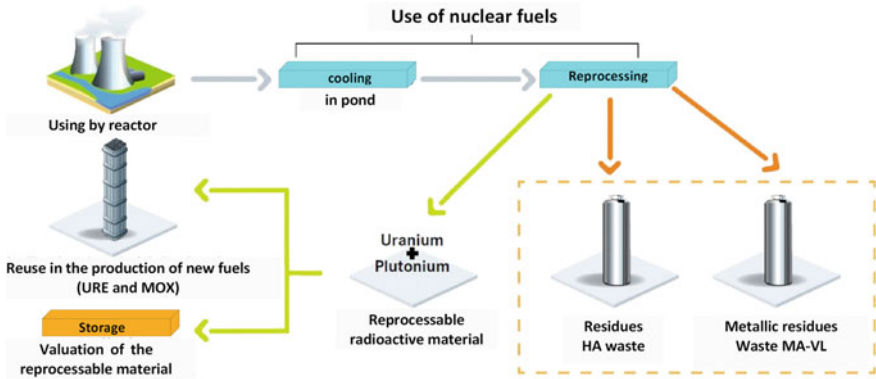 Use of nuclear fuels
cooling
in pond
Reprocessing
Using by reactor
Uranium
+
Plutonium
Reuse in the production of new fuels
(URE and MOX)
Reprocessable
radioactive material
Residues
HA waste
Metallic residues
Waste MA-VL
Storage
Valuation of the
reprocessable material